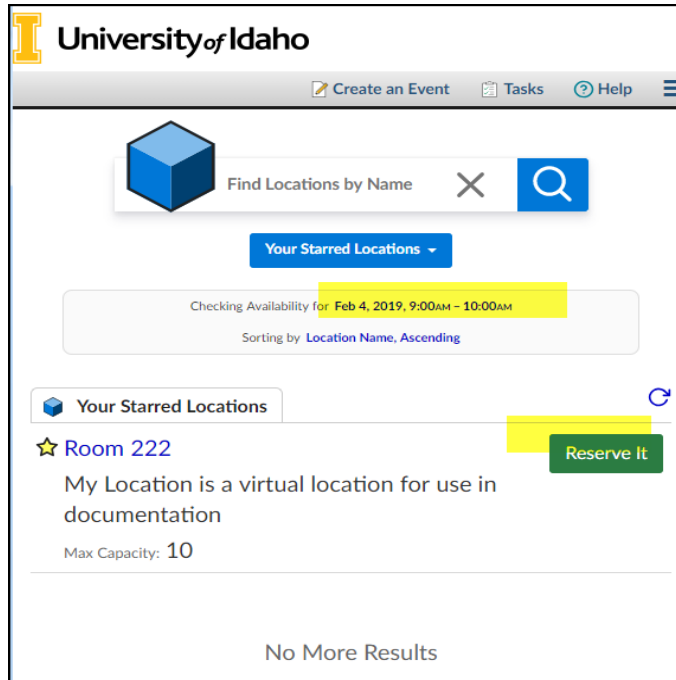 University of Idaho
Create an Event Tasks Help
Find Locations by Name
Your Starred Locations
Checking Availability for Feb 4, 2019, 9:00AM – 10:00AM
Sorting by Location Name, Ascending
Your Starred Locations
Room 222
Reserve It
My Location is a virtual location for use in
documentation
Max Capacity: 10
No More Results